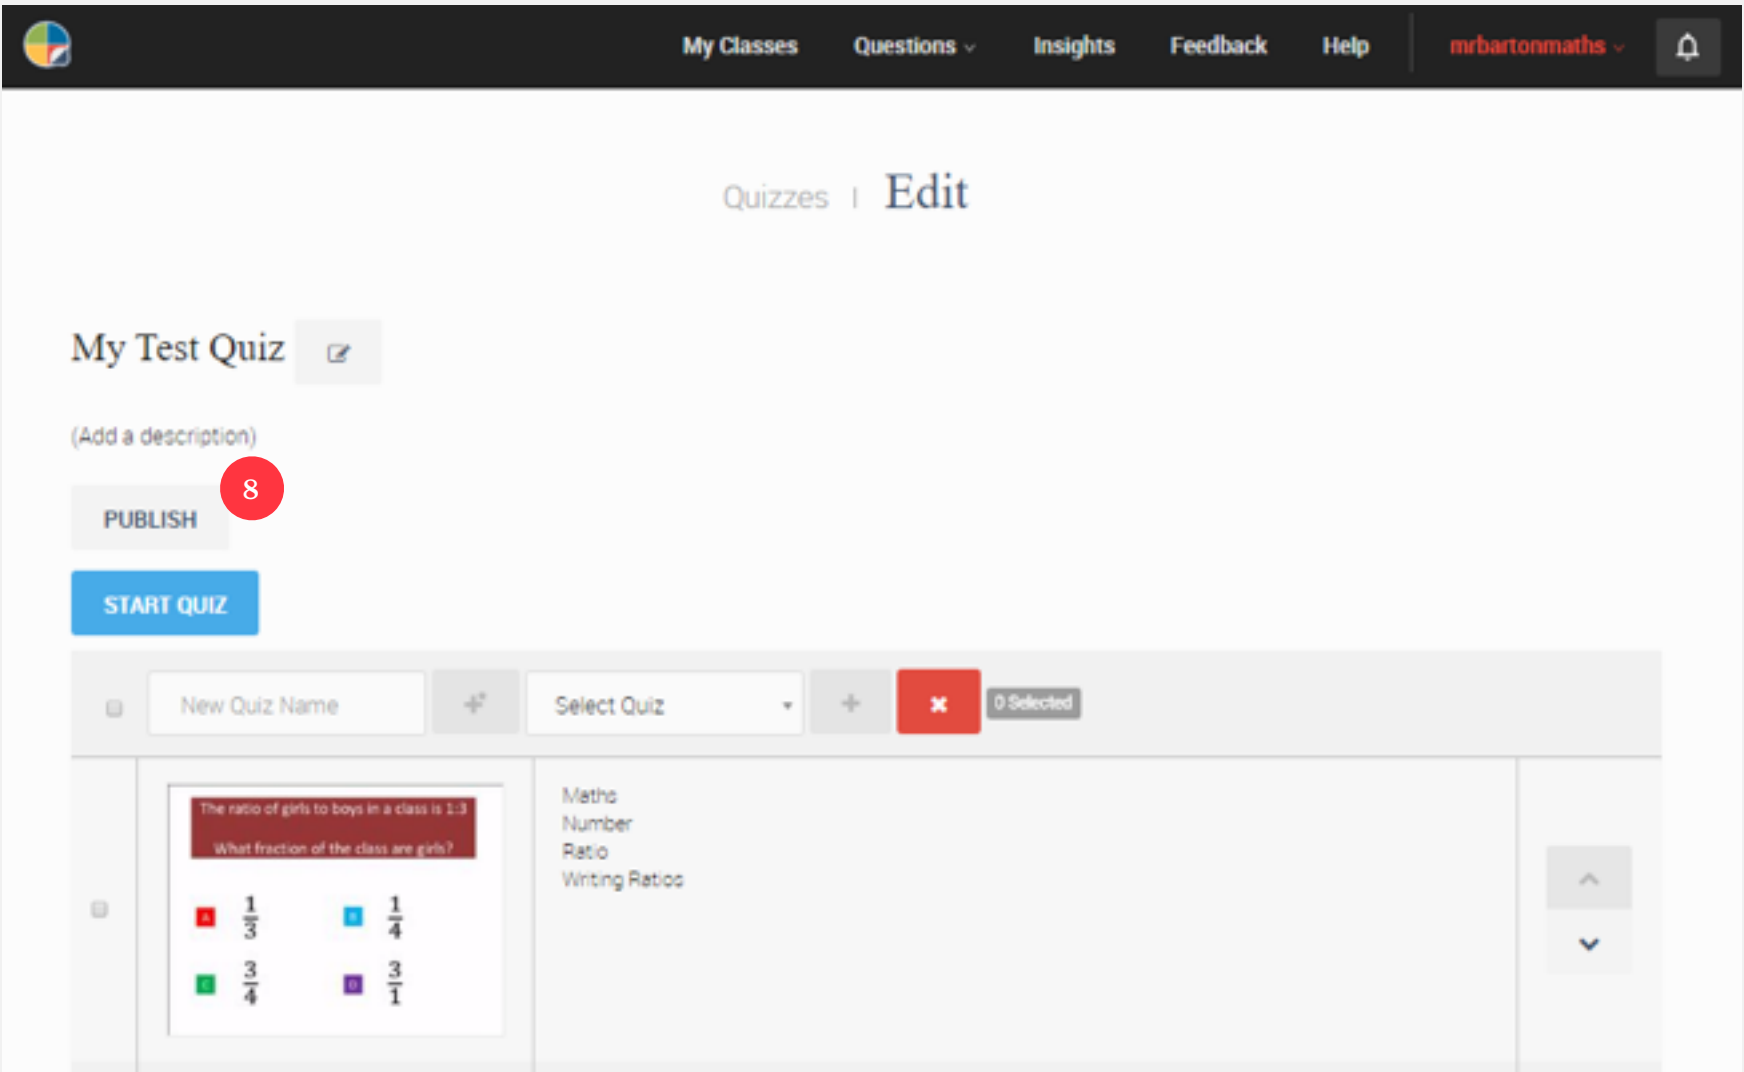 My Classes Questions Insights Feedback Help mrbartonmaths
Quizzes | Edit
My Test Quiz
(Add a description)
8
PUBLISH
START QUIZ
New Quiz Name Select Quiz 0 Selected
The ratio of girls to boys in a class is 1:3
What fraction of the class are girls?
A 1/3 B 1/4
C 3/4 D 3/1
Maths
Number
Ratio
Writing Ratios